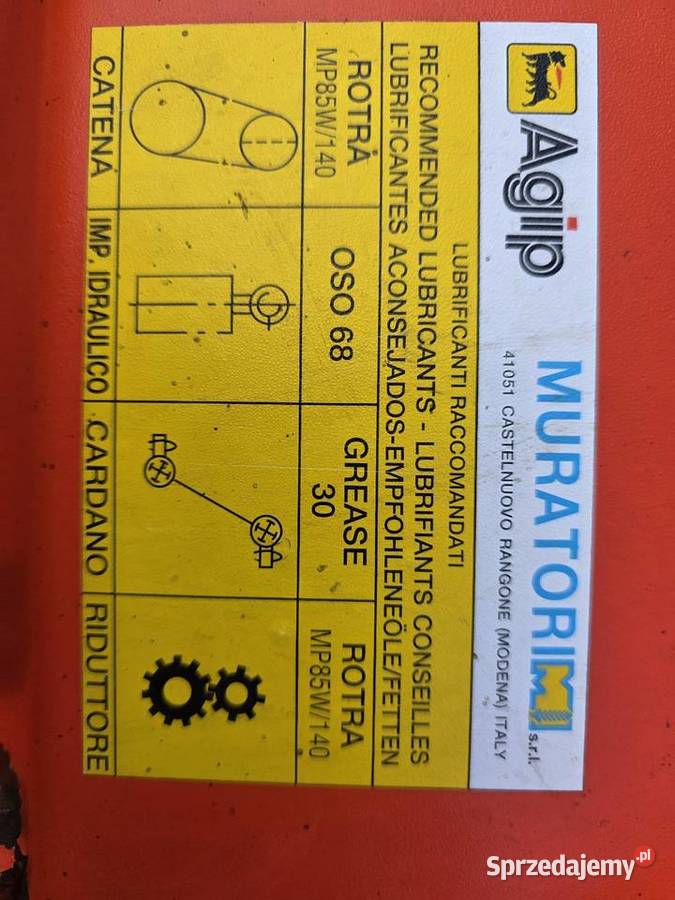 Agip
MURATORI M s.r.l.
41051 CASTELNUOVO RANGONE (MODENA) ITALY
LUBRIFICANTI RACCOMANDATI
RECOMMENDED LUBRICANTS - LUBRIFIANTS CONSEILLES
LUBRIFICANTES ACONSEJADOS-EMPFOHLENEÖLE/FETTEN
ROTRA
MP85W/140
OSO 68
GREASE
30
ROTRA
MP85W/140
CATENA
IMP. IDRAULICO
CARDANO
RIDUTTORE
Sprzedajemy.pl